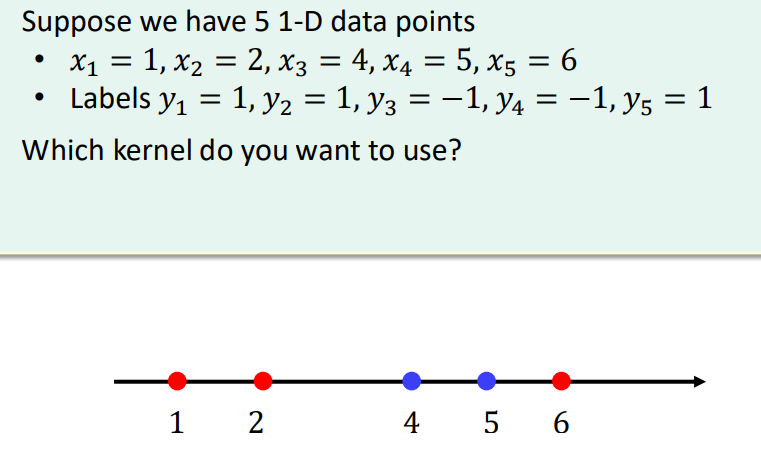 Suppose we have 5 1-D data points
• x₁ = 1, x₂ = 2, x₃ = 4, x₄ = 5, x₅ = 6
• Labels y₁ = 1, y₂ = 1, y₃ = −1, y₄ = −1, y₅ = 1
Which kernel do you want to use?
1 2 4 5 6